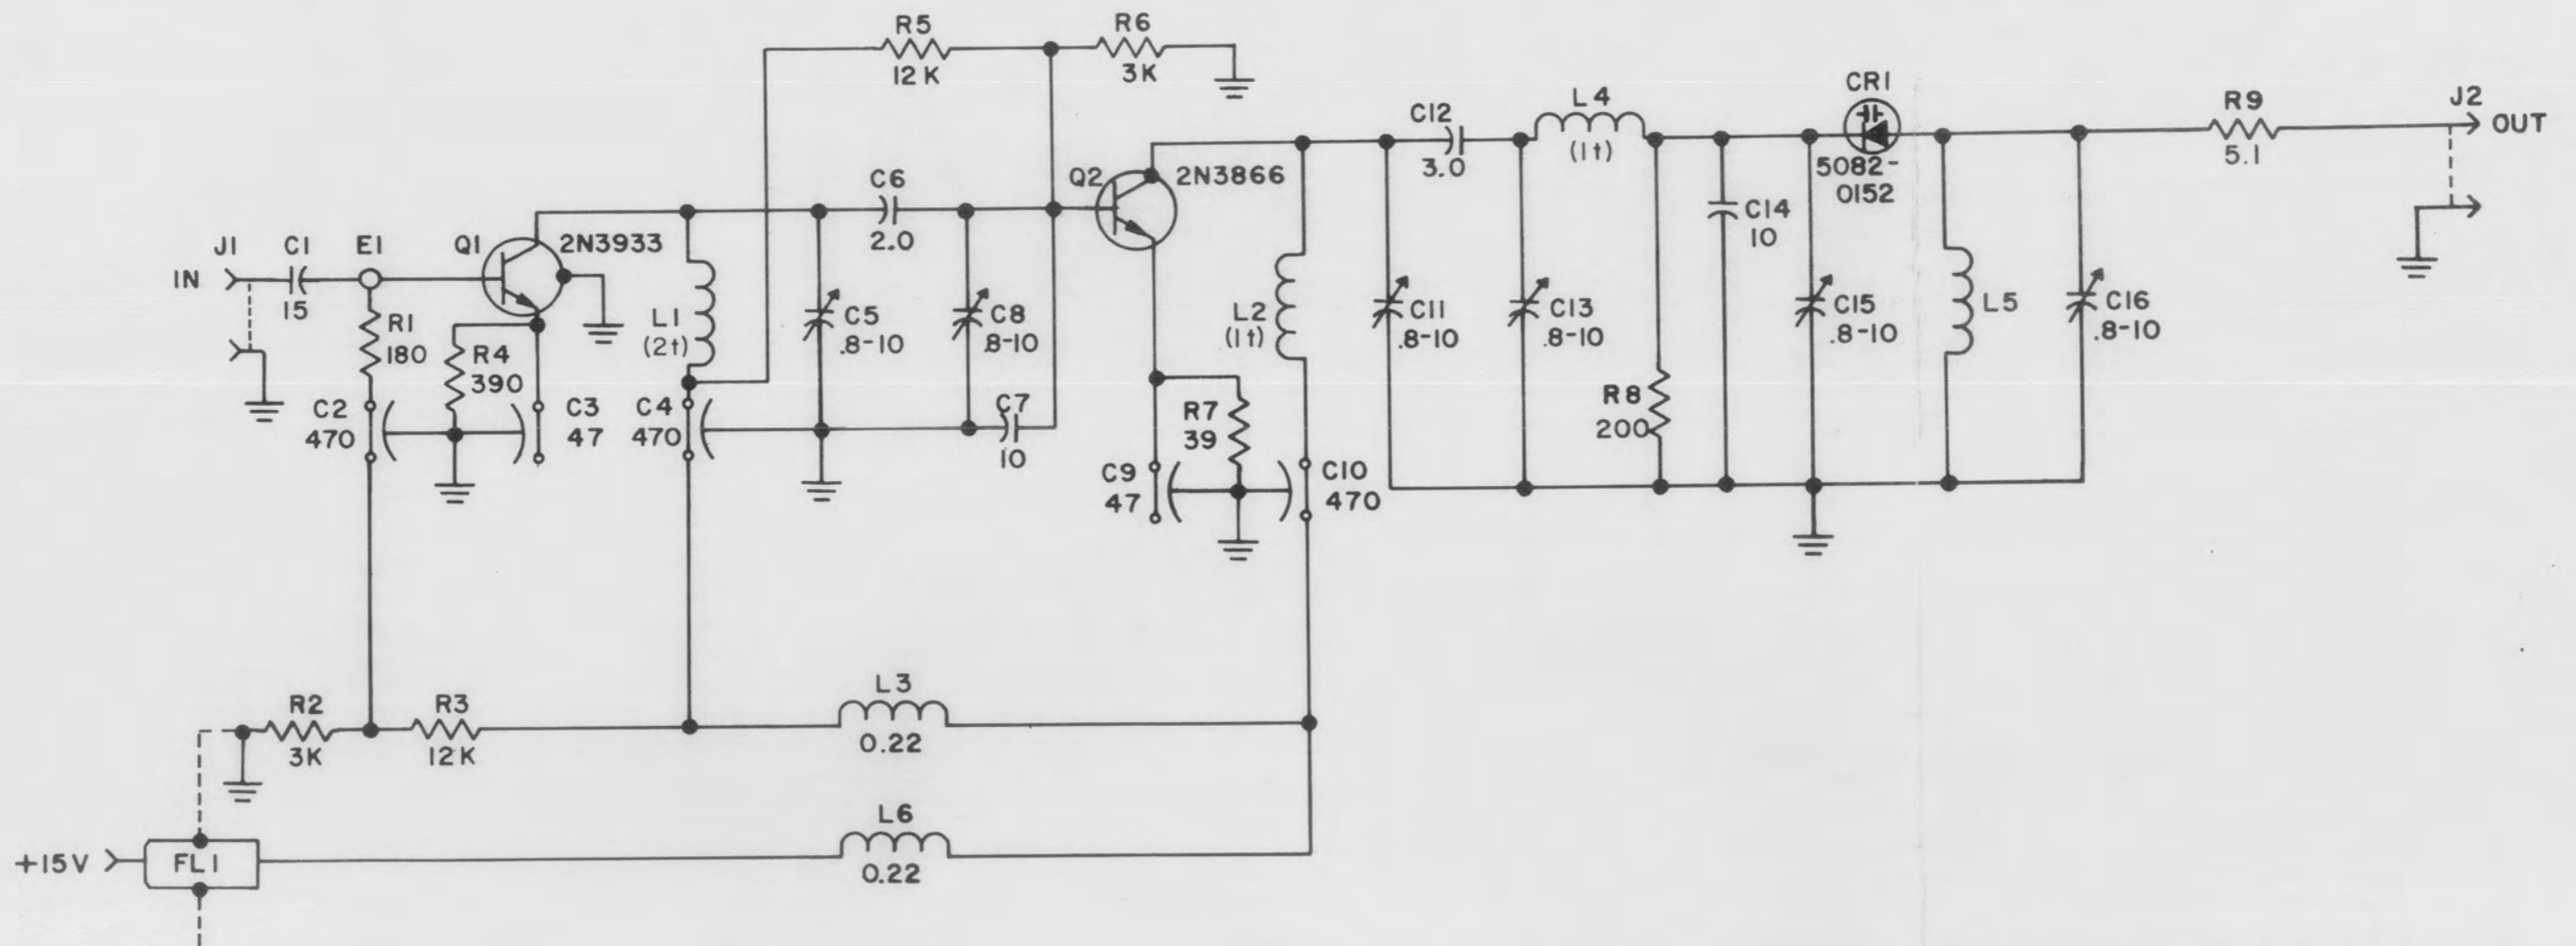 R5
12K
R6
3K
CR1
5082-
0152
L4
(1t)
C12
3.0
R9
5.1
J2
OUT
Q2
2N3866
C6
2.0
C14
10
J1
IN
C1
15
E1
Q1
2N3933
R1
180
R4
390
L1
(2t)
C5
.8-10
C8
.8-10
L2
(1t)
C11
.8-10
C13
.8-10
C15
.8-10
L5
C16
.8-10
C2
470
C3
47
C4
470
C7
10
R7
39
R8
200
C9
47
C10
470
R2
3K
R3
12K
L3
0.22
L6
0.22
+15V
FL1